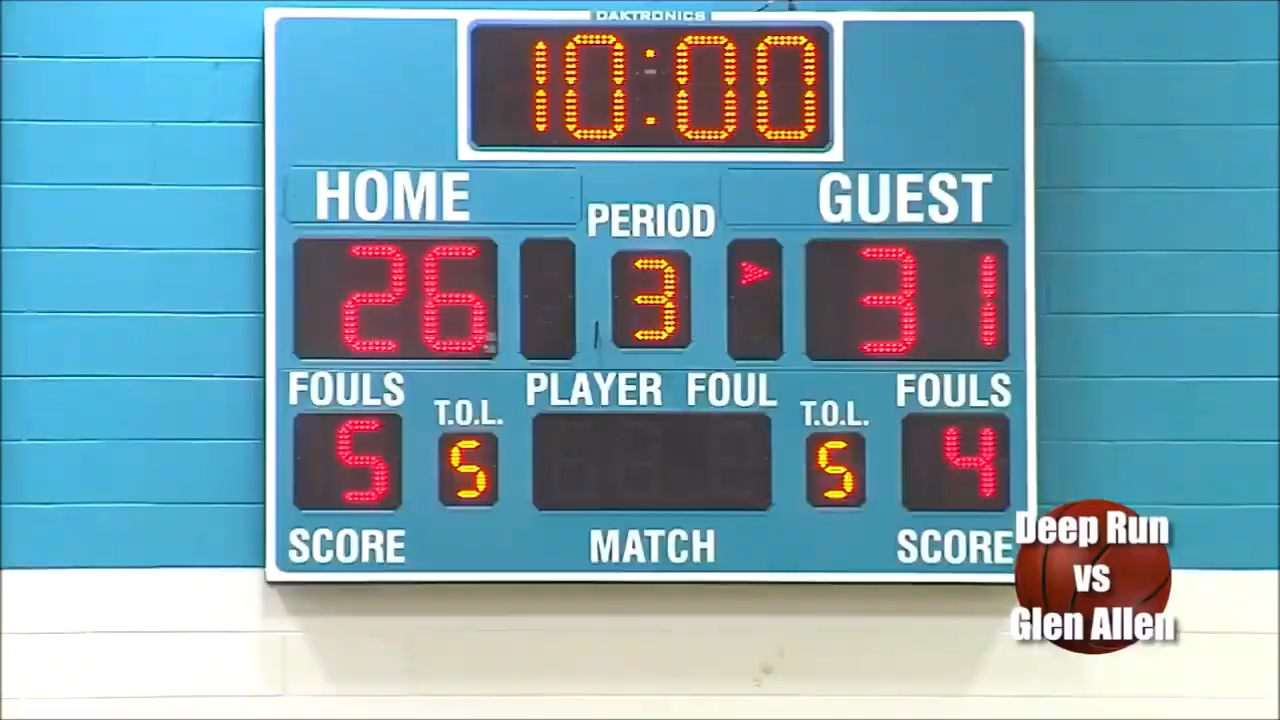 DAKTRONICS
10:00
HOME
PERIOD
GUEST
26
3
31
FOULS
T.O.L.
PLAYER FOUL
T.O.L.
FOULS
5
5
5
4
SCORE
MATCH
SCORE
Deep Run
vs
Glen Allen